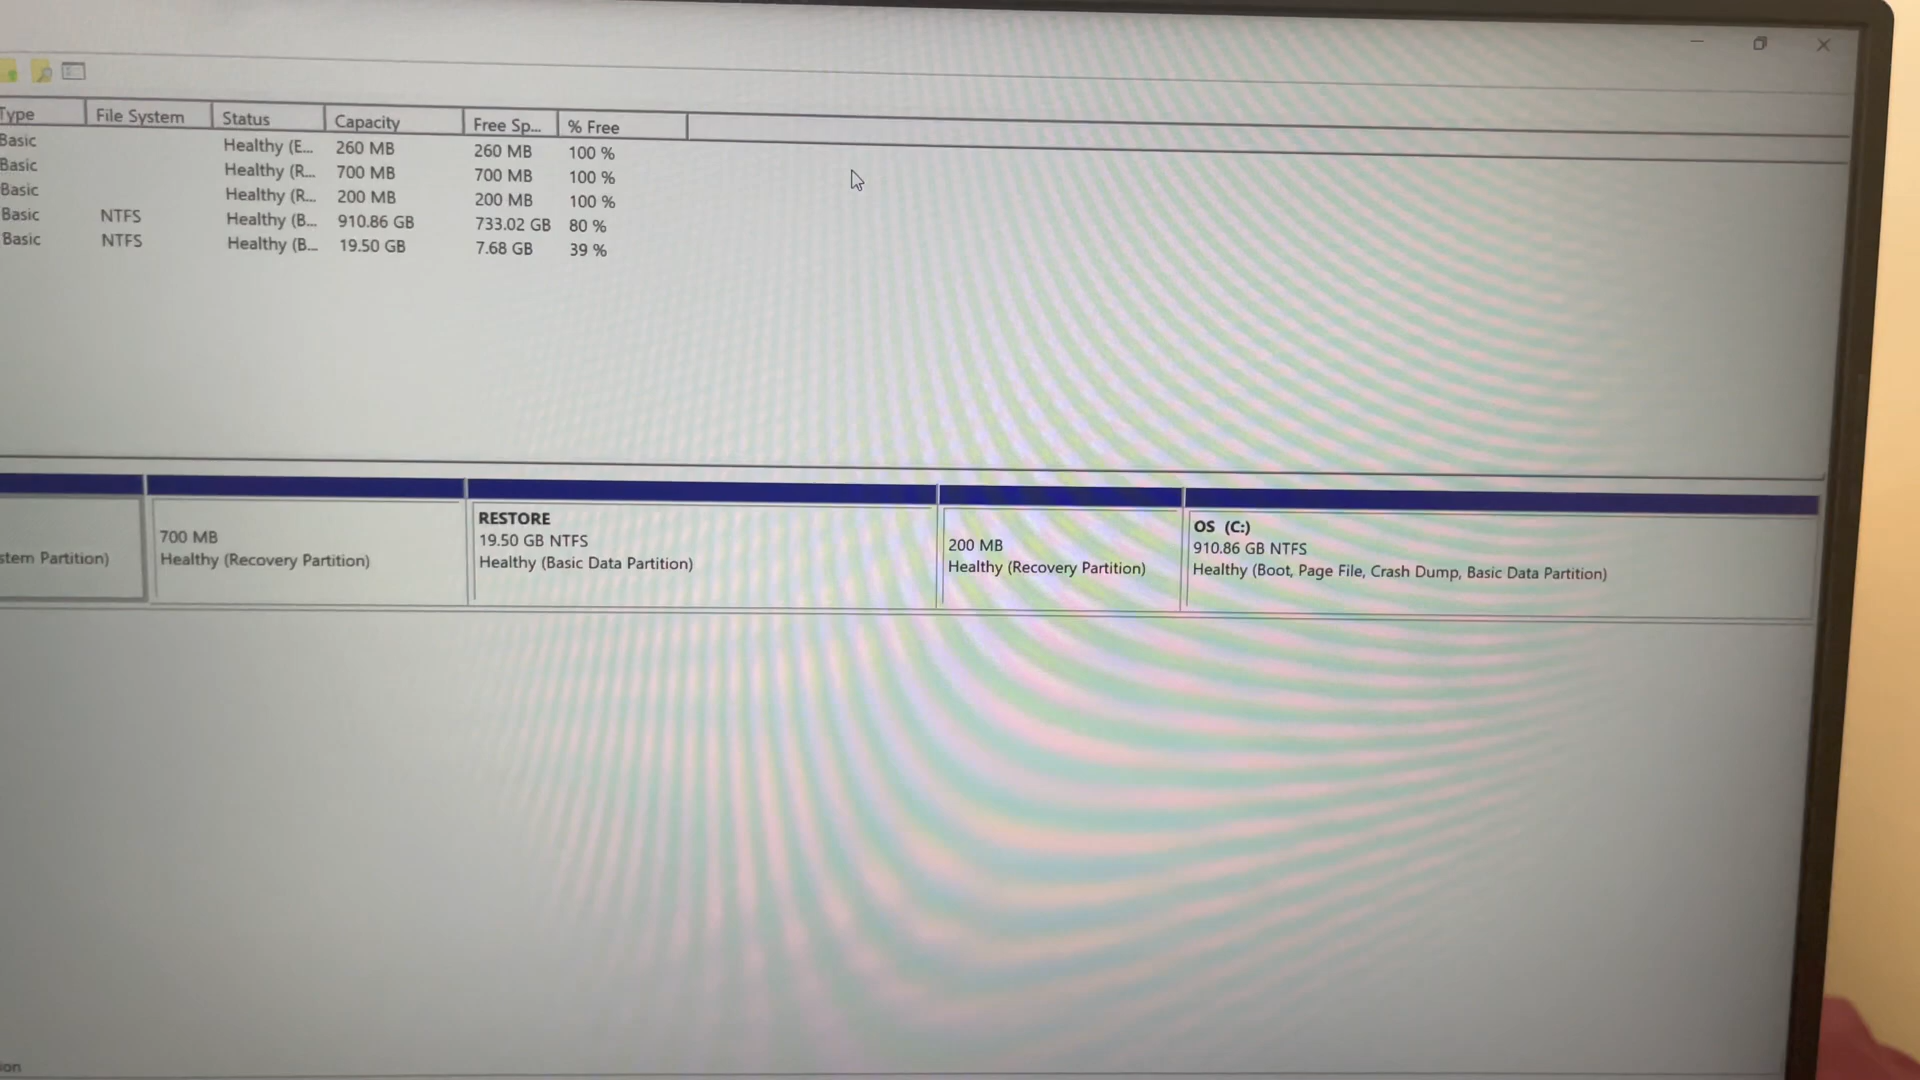 Type File System Status Capacity Free Sp... % Free
Basic Healthy (E... 260 MB 260 MB 100 %
Basic Healthy (R... 700 MB 700 MB 100 %
Basic Healthy (R... 200 MB 200 MB 100 %
Basic NTFS Healthy (B... 910.86 GB 733.02 GB 80 %
Basic NTFS Healthy (B... 19.50 GB 7.68 GB 39 %
stem Partition)
700 MB
Healthy (Recovery Partition)
RESTORE
19.50 GB NTFS
Healthy (Basic Data Partition)
200 MB
Healthy (Recovery Partition)
OS (C:)
910.86 GB NTFS
Healthy (Boot, Page File, Crash Dump, Basic Data Partition)
ion